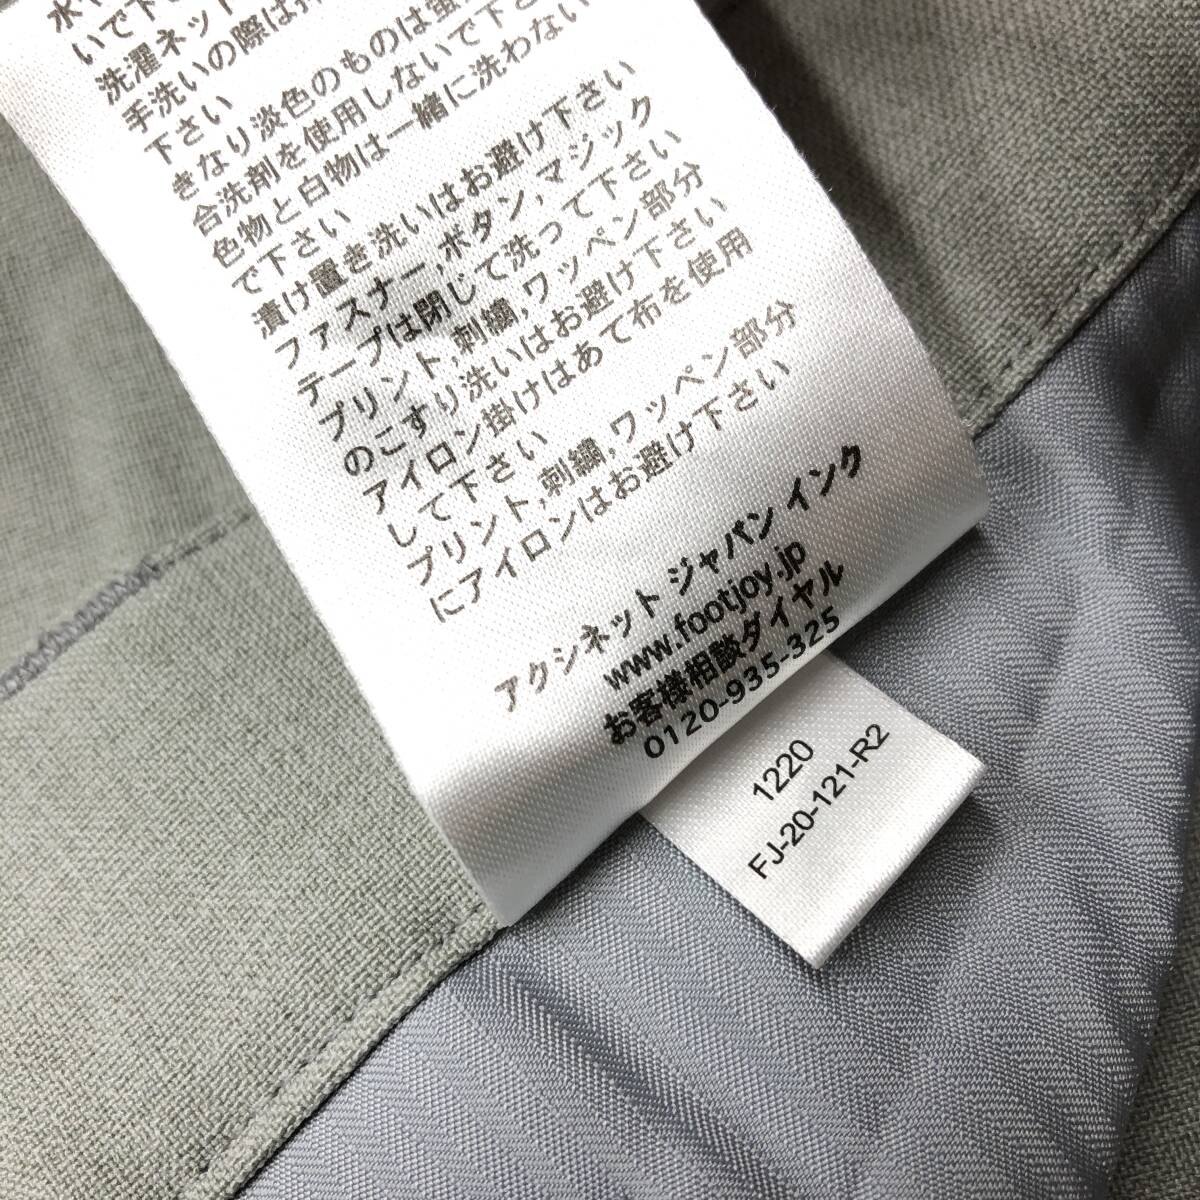 いで下さ
洗濯ネット
手洗いの際は
下さい
きなり淡色のものは蛍
合洗剤を使用しないで下さ
色物と白物は一緒に洗わない
で下さい
漬け置き洗いはお避け下さい
ファスナー,ボタン,マジック
テープは閉じて洗って下さい
プリント,刺繍,ワッペン部分
のこすり洗いはお避け下さい
アイロン掛けはあて布を使用
して下さい
プリント,刺繍,ワッペン部分
にアイロンはお避け下さい
アクシネット ジャパン インク
www.footjoy.jp
お客様相談ダイヤル
0120-935-325
1220
FJ-20-121-R2